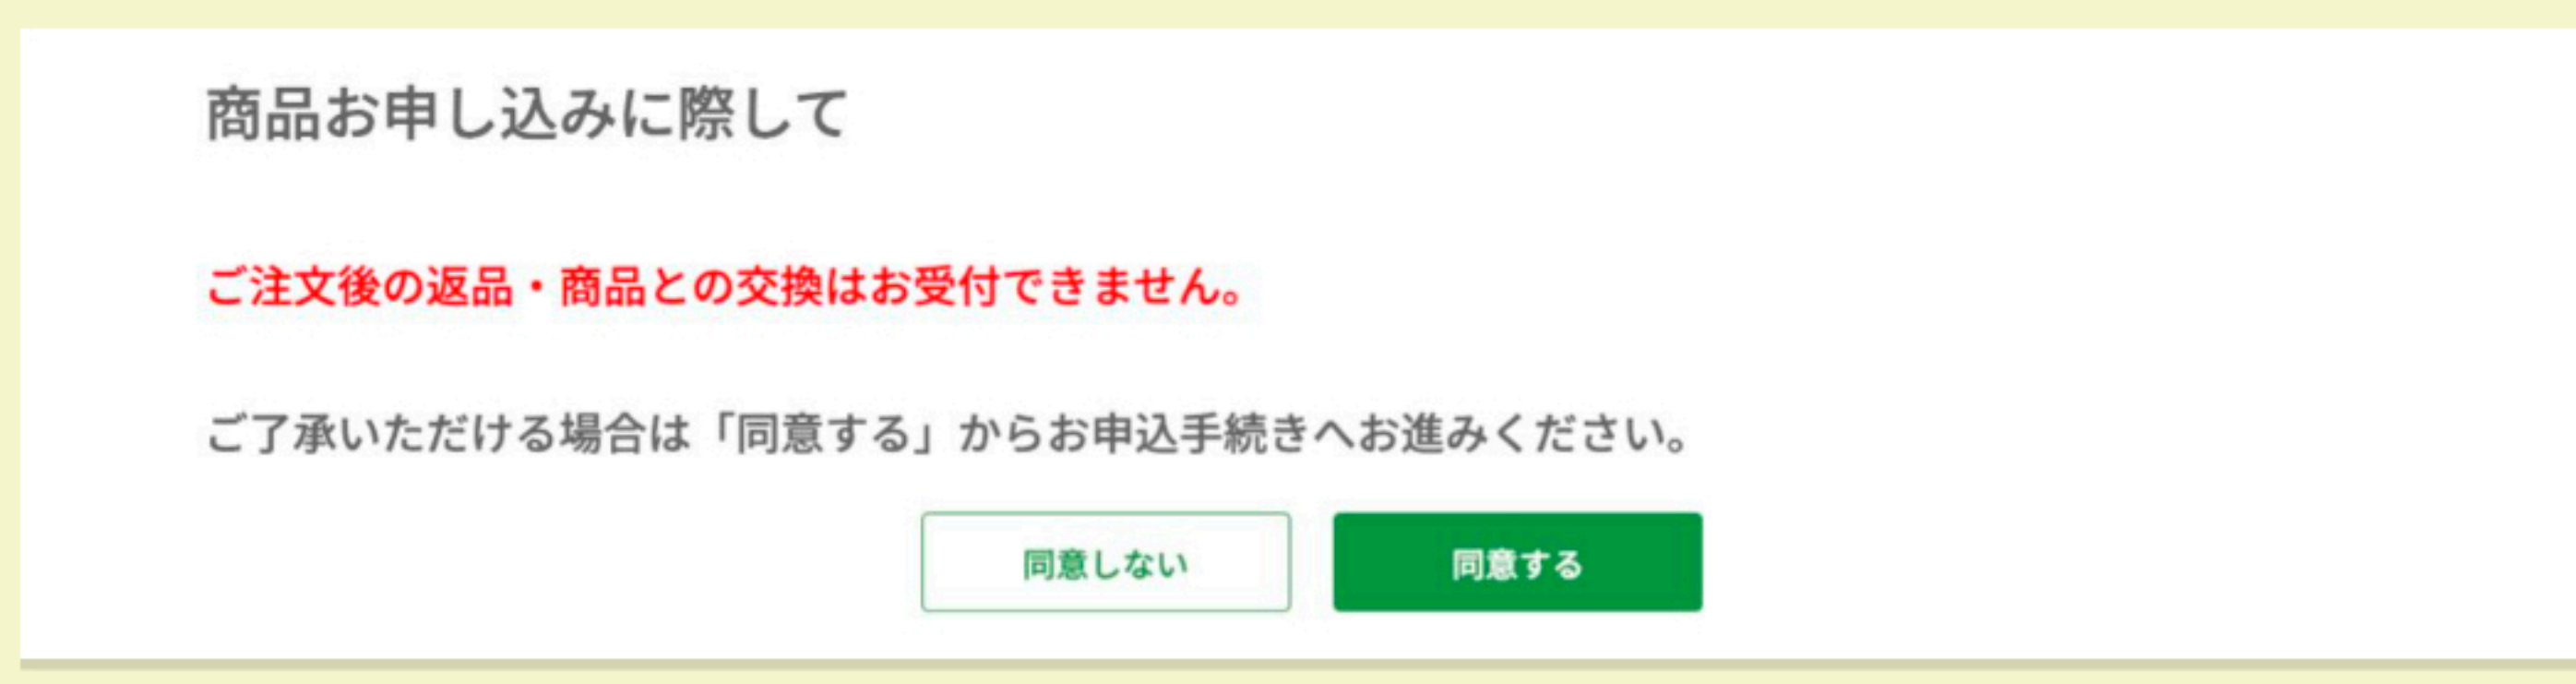 商品お申し込みに際して
ご注文後の返品・商品との交換はお受付できません。
ご了承いただける場合は「同意する」からお申込手続きへお進みください。
同意しない
同意する